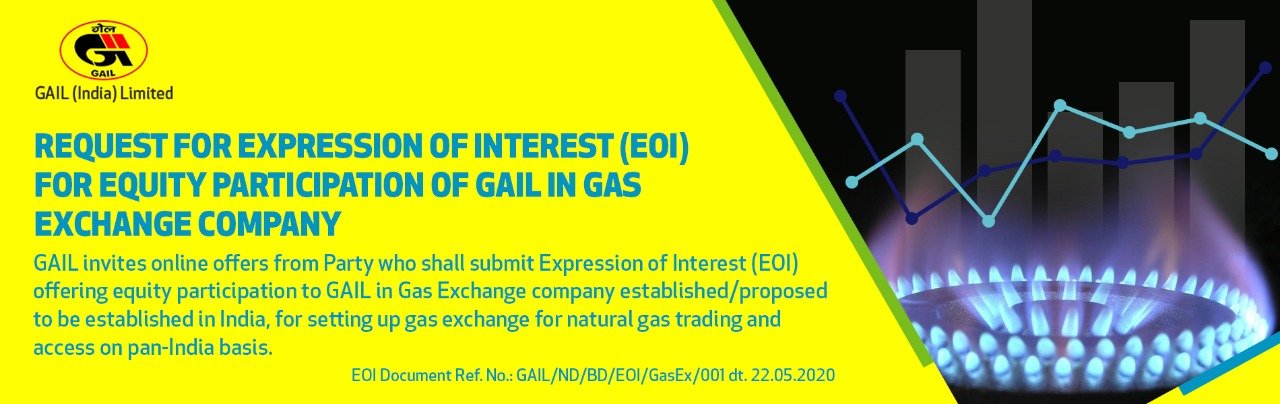 गेल
GAIL
GAIL (India) Limited
REQUEST FOR EXPRESSION OF INTEREST (EOI)
FOR EQUITY PARTICIPATION OF GAIL IN GAS
EXCHANGE COMPANY
GAIL invites online offers from Party who shall submit Expression of Interest (EOI)
offering equity participation to GAIL in Gas Exchange company established/proposed
to be established in India, for setting up gas exchange for natural gas trading and
access on pan-India basis.
EOI Document Ref. No.: GAIL/ND/BD/EOI/GasEx/001 dt. 22.05.2020